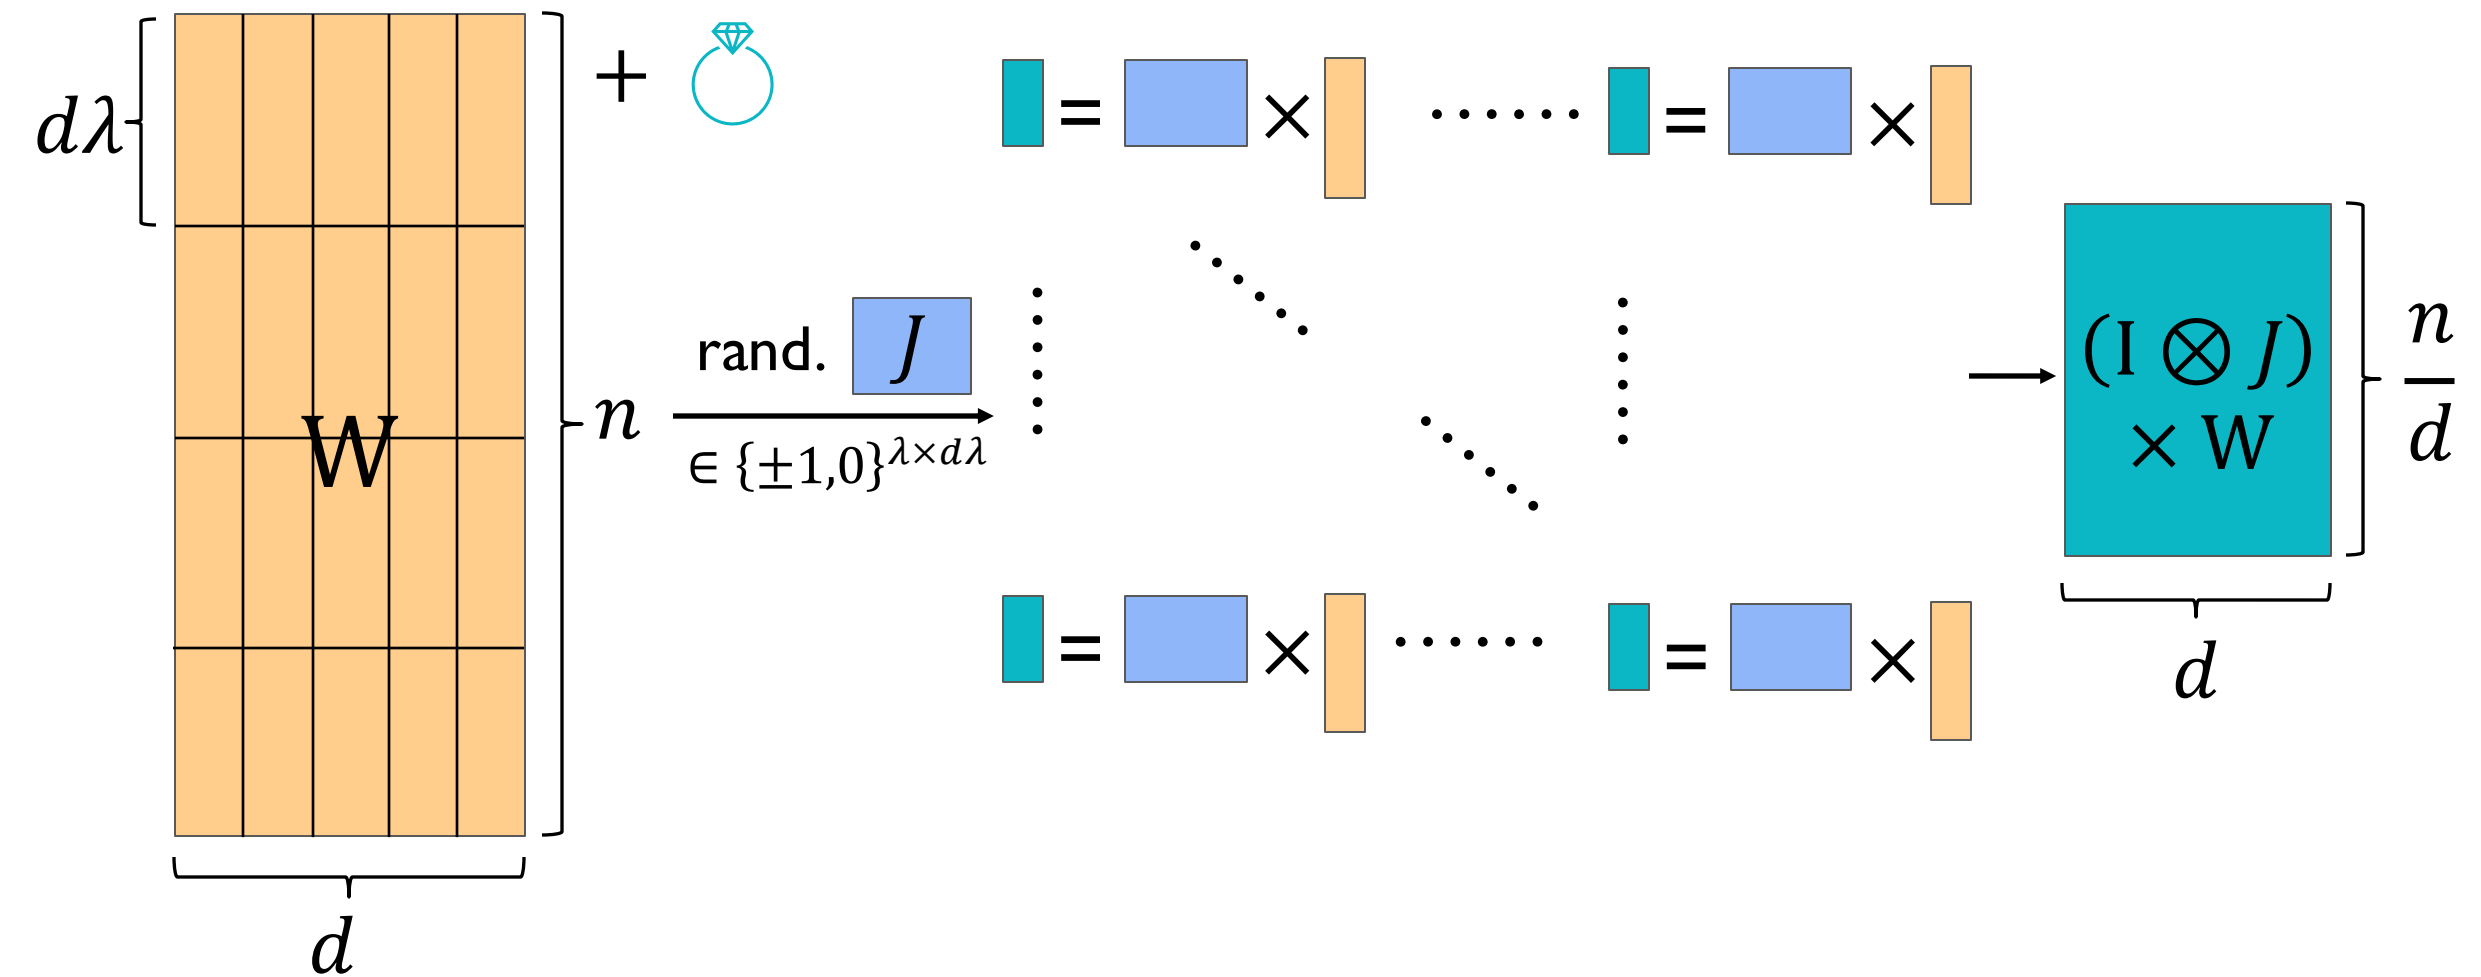 dλ
W
n
d
+
rand. J
∈ {±1,0}^{λ×dλ}
= × ...... = ×
= × ...... = ×
(I ⊗ J)
× W
n
d
d